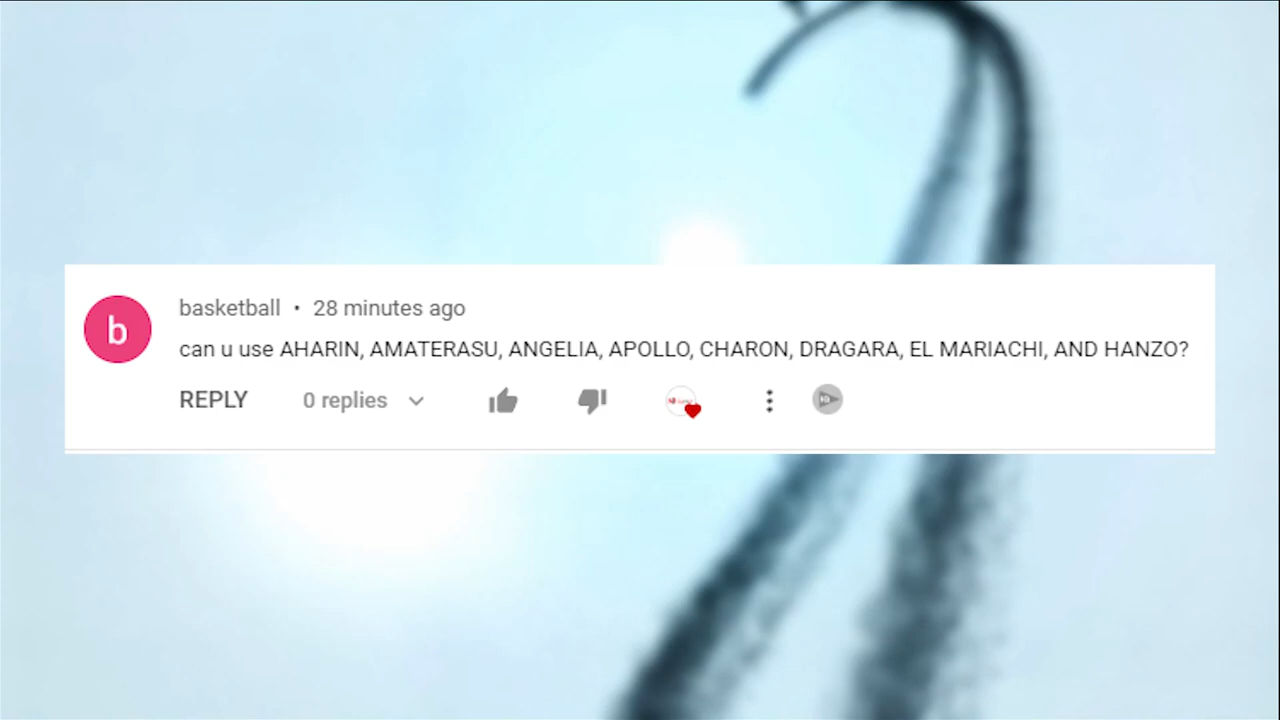 b
basketball • 28 minutes ago
can u use AHARIN, AMATERASU, ANGELIA, APOLLO, CHARON, DRAGARA, EL MARIACHI, AND HANZO?
REPLY 0 replies